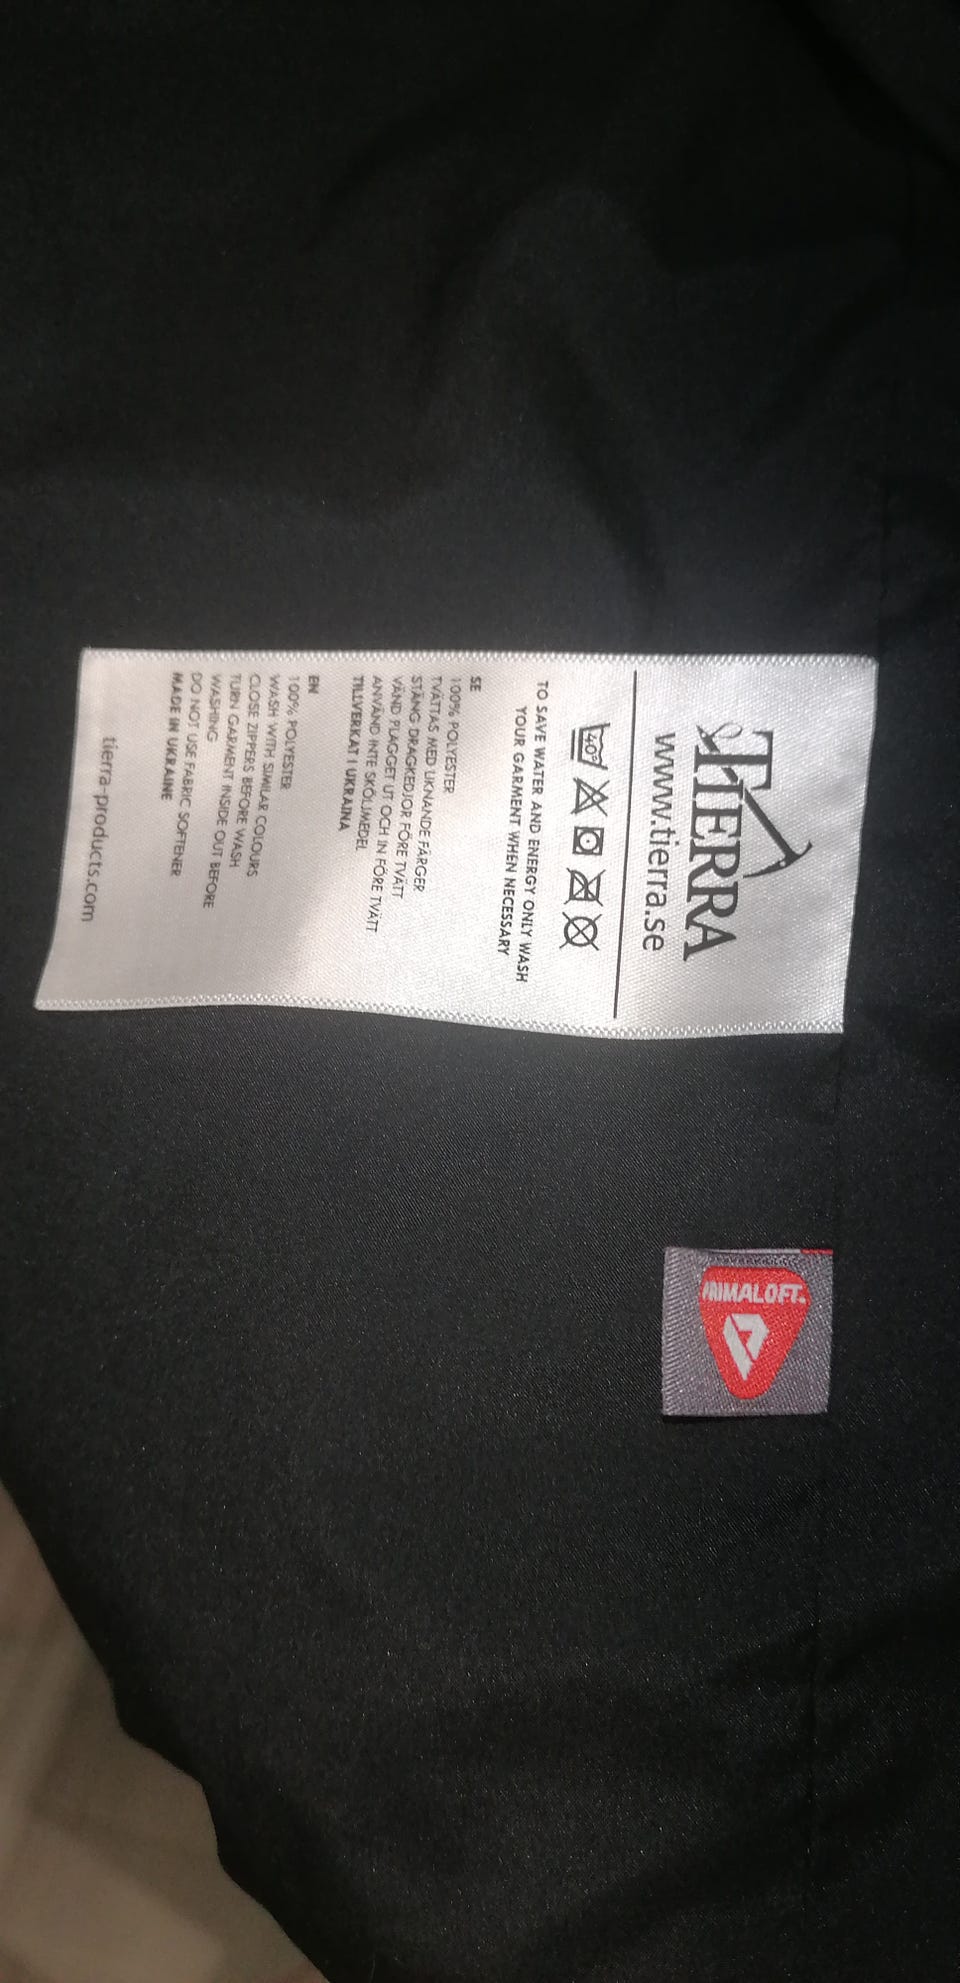 TIERRA
www.tierra.se
40°
TO SAVE WATER AND ENERGY ONLY WASH
YOUR GARMENT WHEN NECESSARY
SE
100% POLYESTER
TVÄTTAS MED LIKNANDE FÄRGER
STÄNG DRAGKEDJOR FÖRE TVÄTT
VÄND PLAGGET UT OCH IN FÖRE TVÄTT
ANVÄND INTE SKÖLJMEDEL
TILLVERKAT I UKRAINA
EN
100% POLYESTER
WASH WITH SIMILAR COLOURS
CLOSE ZIPPERS BEFORE WASH
TURN GARMENT INSIDE OUT BEFORE
WASHING
DO NOT USE FABRIC SOFTENER
MADE IN UKRAINE
tierra-products.com
PRIMALOFT